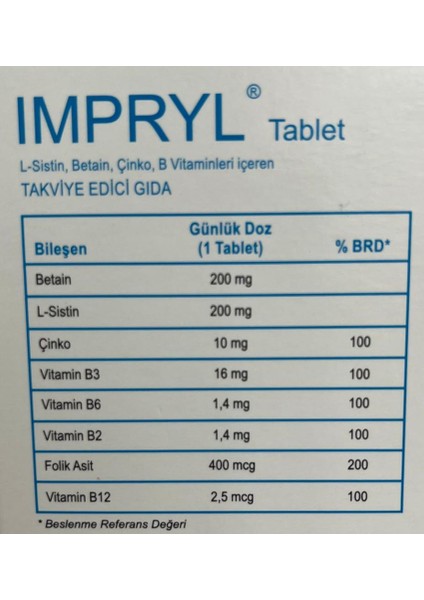 IMPRYL® Tablet
L-Sistin, Betain, Çinko, B Vitaminleri içeren
TAKVİYE EDİCİ GIDA
Bileşen Günlük Doz (1 Tablet) % BRD*
Betain 200 mg
L-Sistin 200 mg
Çinko 10 mg 100
Vitamin B3 16 mg 100
Vitamin B6 1,4 mg 100
Vitamin B2 1,4 mg 100
Folik Asit 400 mcg 200
Vitamin B12 2,5 mcg 100
* Beslenme Referans Değeri